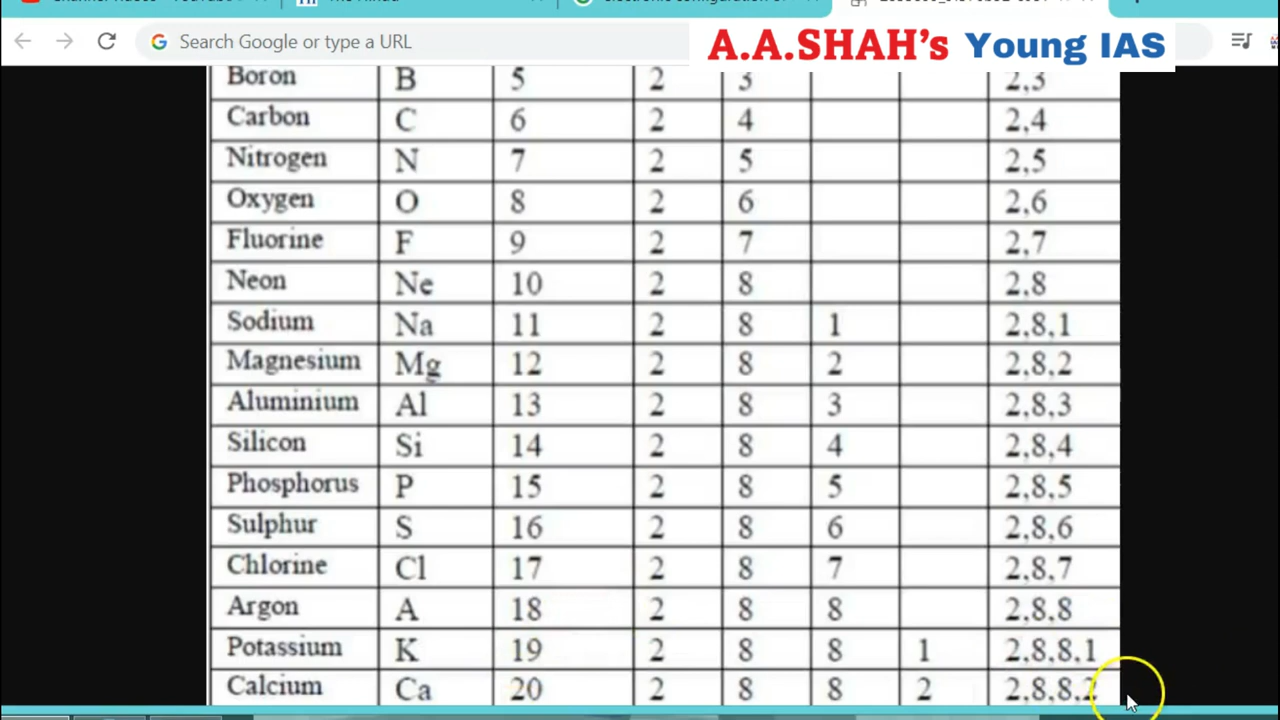 Search Google or type a URL
A.A.SHAH's Young IAS
Boron B 5 2 3 2,3
Carbon C 6 2 4 2,4
Nitrogen N 7 2 5 2,5
Oxygen O 8 2 6 2,6
Fluorine F 9 2 7 2,7
Neon Ne 10 2 8 2,8
Sodium Na 11 2 8 1 2,8,1
Magnesium Mg 12 2 8 2 2,8,2
Aluminium Al 13 2 8 3 2,8,3
Silicon Si 14 2 8 4 2,8,4
Phosphorus P 15 2 8 5 2,8,5
Sulphur S 16 2 8 6 2,8,6
Chlorine Cl 17 2 8 7 2,8,7
Argon A 18 2 8 8 2,8,8
Potassium K 19 2 8 8 1 2,8,8,1
Calcium Ca 20 2 8 8 2 2,8,8,2